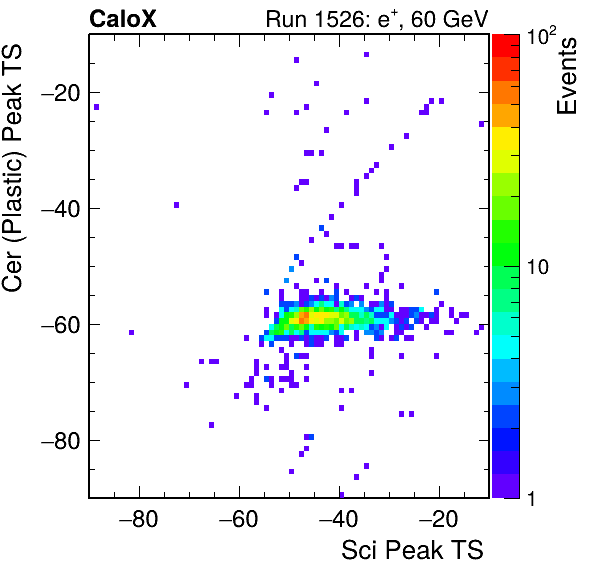 CaloX Run 1526: e⁺, 60 GeV
Cer (Plastic) Peak TS
−20
−40
−60
−80
−80 −60 −40 −20
Sci Peak TS
10²
10
1
Events